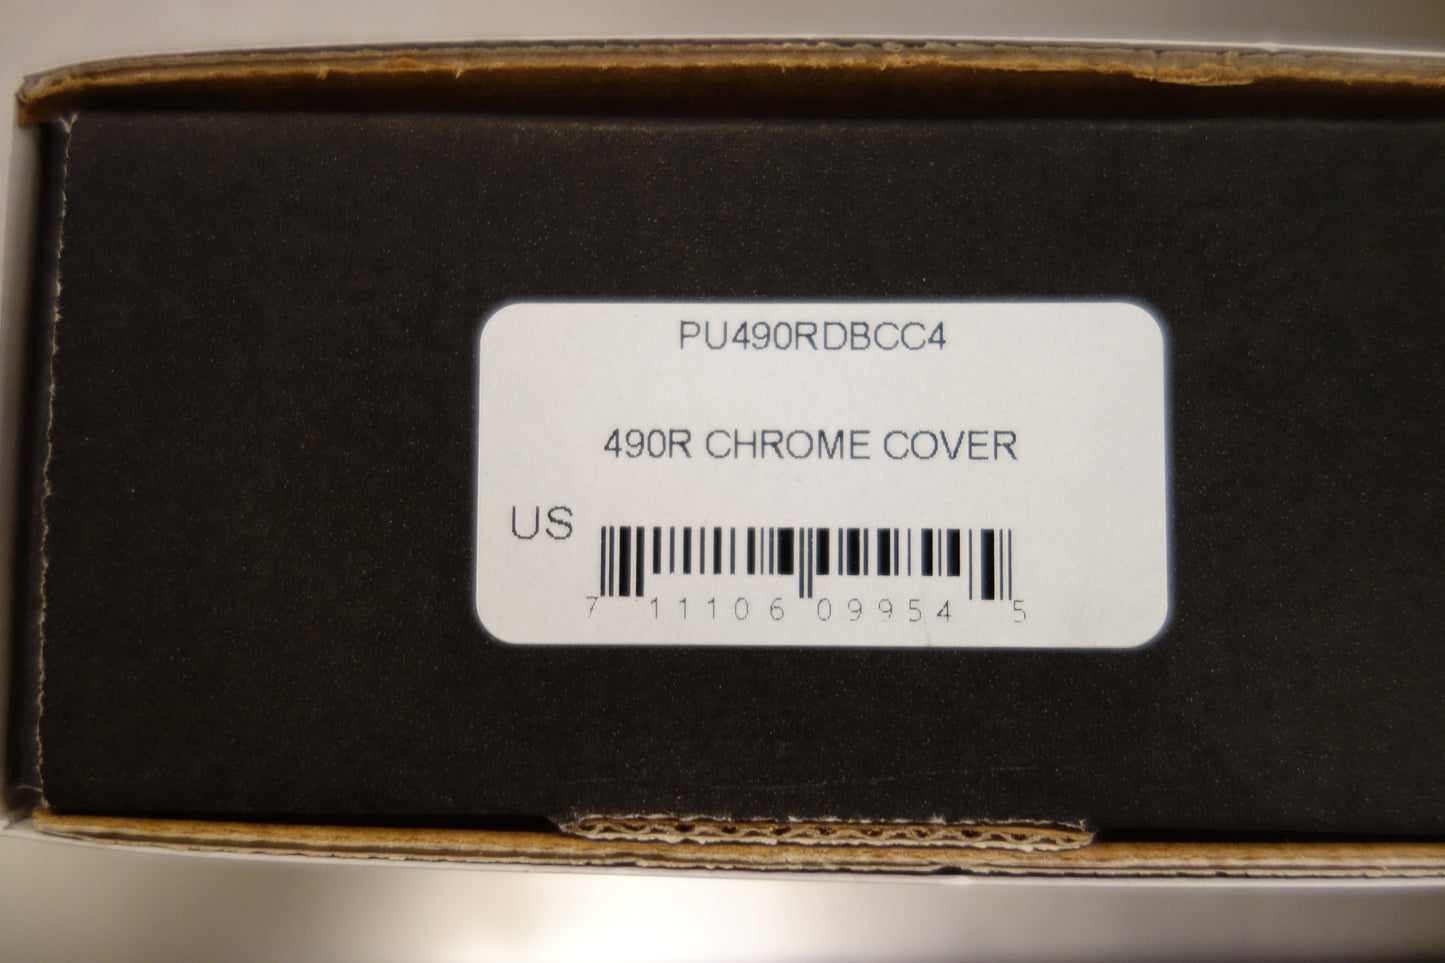 PU490RDBCC4
490R CHROME COVER
US
7 11106 09954 5